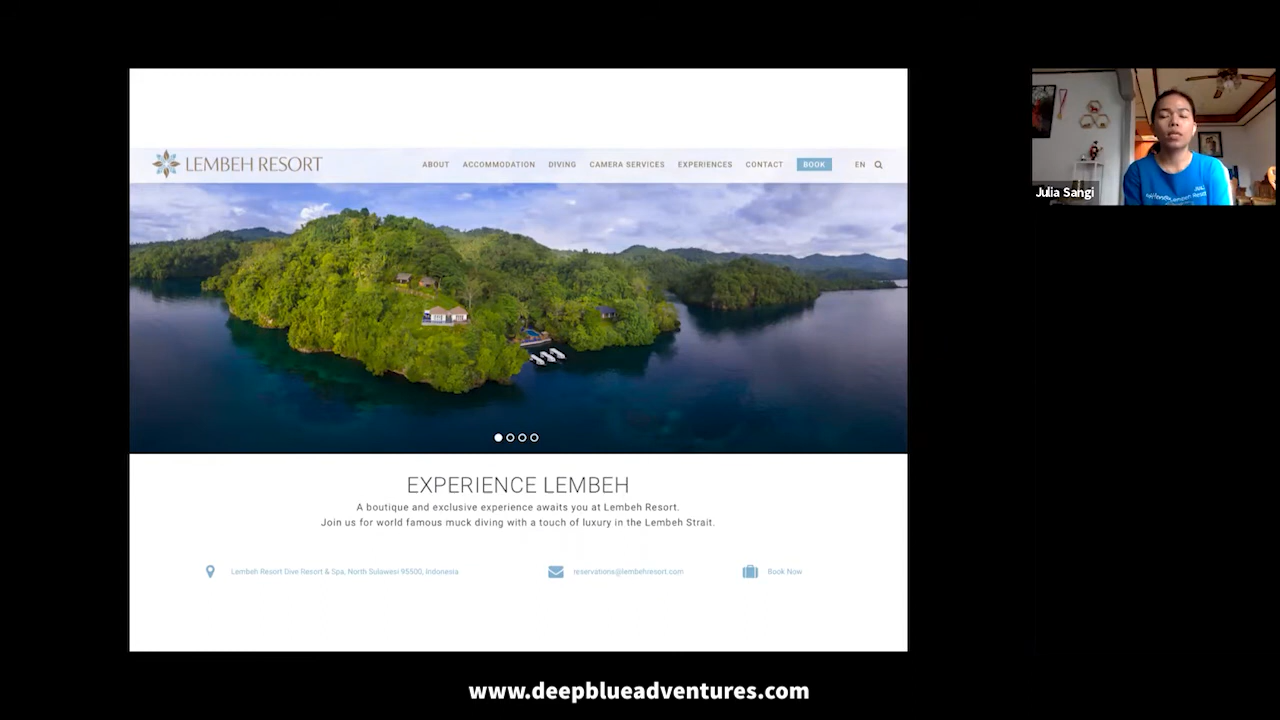 LEMBEH RESORT
ABOUT ACCOMMODATION DIVING CAMERA SERVICES EXPERIENCES CONTACT BOOK EN
Julia Sangi
EXPERIENCE LEMBEH
A boutique and exclusive experience awaits you at Lembeh Resort.
Join us for world famous muck diving with a touch of luxury in the Lembeh Strait.
Lembeh Resort Dive Resort & Spa, North Sulawesi 95500, Indonesia
reservations@lembehresort.com
Book Now
www.deepblueadventures.com